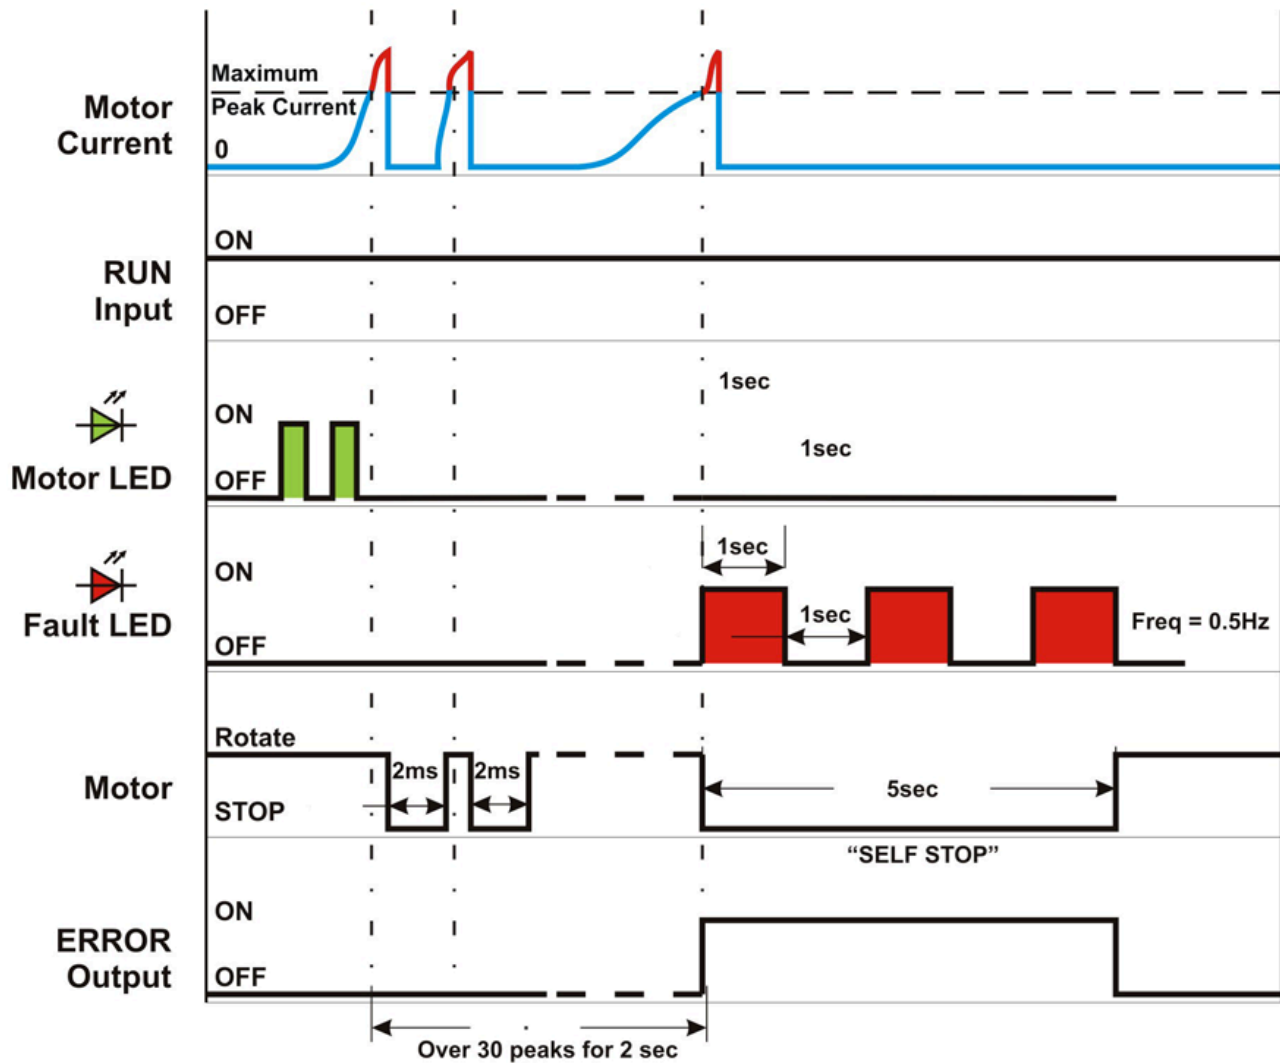 Motor
Current
Maximum
Peak Current
0
RUN
Input
ON
OFF
Motor LED
ON
OFF
1sec
1sec
Fault LED
ON
OFF
1sec
1sec
Freq = 0.5Hz
Motor
Rotate
STOP
2ms
2ms
5sec
“SELF STOP”
ERROR
Output
ON
OFF
Over 30 peaks for 2 sec